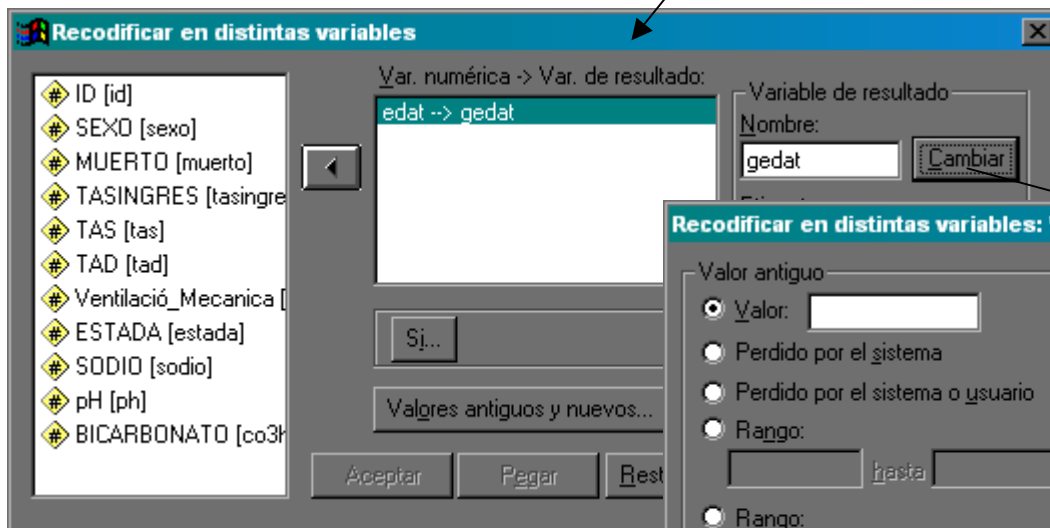 Recodificar en distintas variables
ID [id]
SEXO [sexo]
MUERTO [muerto]
TASINGRES [tasingre
TAS [tas]
TAD [tad]
Ventilació_Mecanica [
ESTADA [estada]
SODIO [sodio]
pH [ph]
BICARBONATO [co3h
Var. numérica -> Var. de resultado:
edat --> gedat
Si...
Valores antiguos y nuevos...
Aceptar
Pegar
Rest
Variable de resultado
Nombre:
gedat
Cambiar
Recodificar en distintas variables:
Valor antiguo
Valor:
Perdido por el sistema
Perdido por el sistema o usuario
Rango:
hasta
Rango: